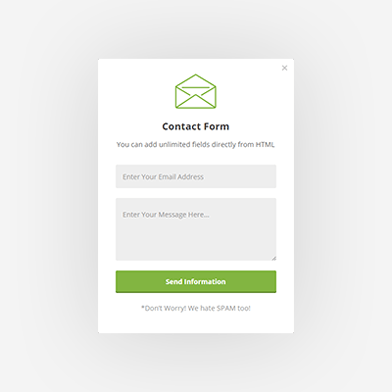 ×
Contact Form
You can add unlimited fields directly from HTML
Enter Your Email Address
Enter Your Message Here...
Send Information
*Don't Worry! We hate SPAM too!